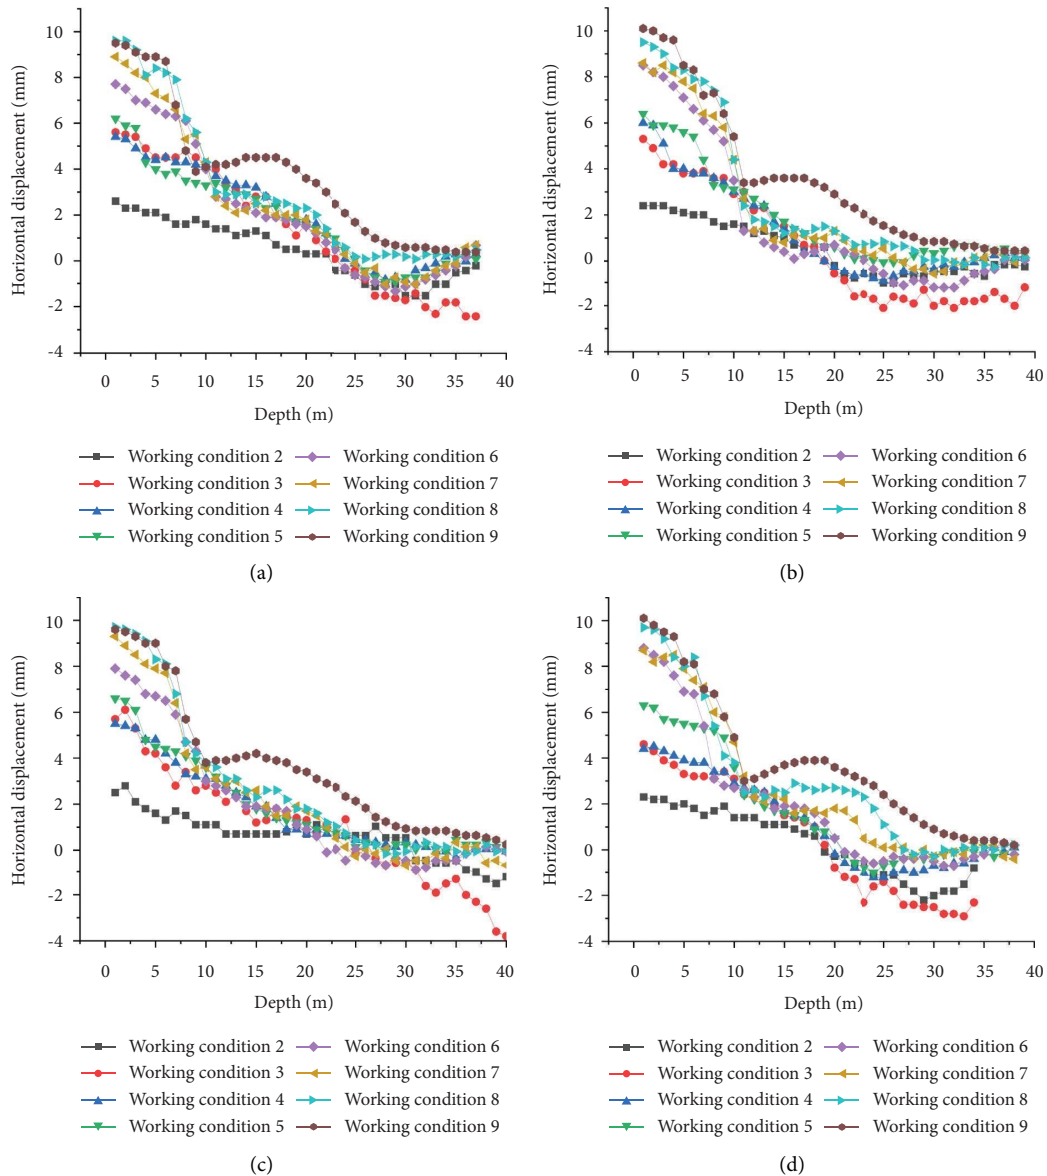 10
8
6
4
2
0
-2
-4
Horizontal displacement (mm)
0 5 10 15 20 25 30 35 40
Depth (m)
Working condition 2 Working condition 6
Working condition 3 Working condition 7
Working condition 4 Working condition 8
Working condition 5 Working condition 9
(a)
10
8
6
4
2
0
-2
-4
Horizontal displacement (mm)
0 5 10 15 20 25 30 35 40
Depth (m)
Working condition 2 Working condition 6
Working condition 3 Working condition 7
Working condition 4 Working condition 8
Working condition 5 Working condition 9
(b)
10
8
6
4
2
0
-2
-4
Horizontal displacement (mm)
0 5 10 15 20 25 30 35 40
Depth (m)
Working condition 2 Working condition 6
Working condition 3 Working condition 7
Working condition 4 Working condition 8
Working condition 5 Working condition 9
(c)
10
8
6
4
2
0
-2
-4
Horizontal displacement (mm)
0 5 10 15 20 25 30 35 40
Depth (m)
Working condition 2 Working condition 6
Working condition 3 Working condition 7
Working condition 4 Working condition 8
Working condition 5 Working condition 9
(d)